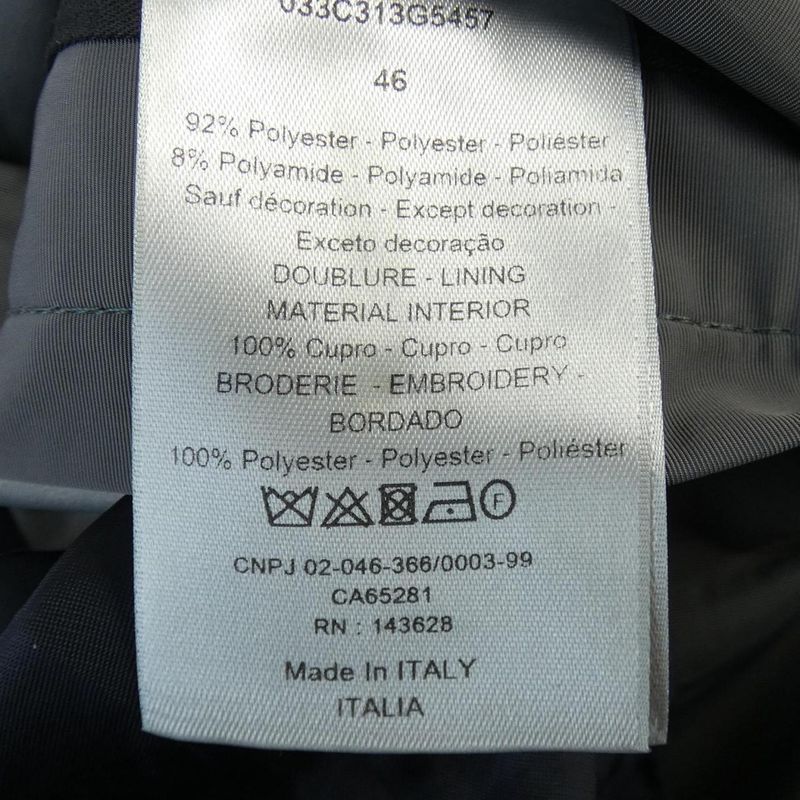 033C313G5457
46
92% Polyester - Polyester - Poliéster
8% Polyamide - Polyamide - Poliamida
Sauf décoration - Except decoration -
Exceto decoração
DOUBLURE - LINING
MATERIAL INTERIOR
100% Cupro - Cupro - Cupro
BRODERIE - EMBROIDERY -
BORDADO
100% Polyester - Polyester - Poliéster
F
CNPJ 02-046-366/0003-99
CA65281
RN : 143628
Made In ITALY
ITALIA